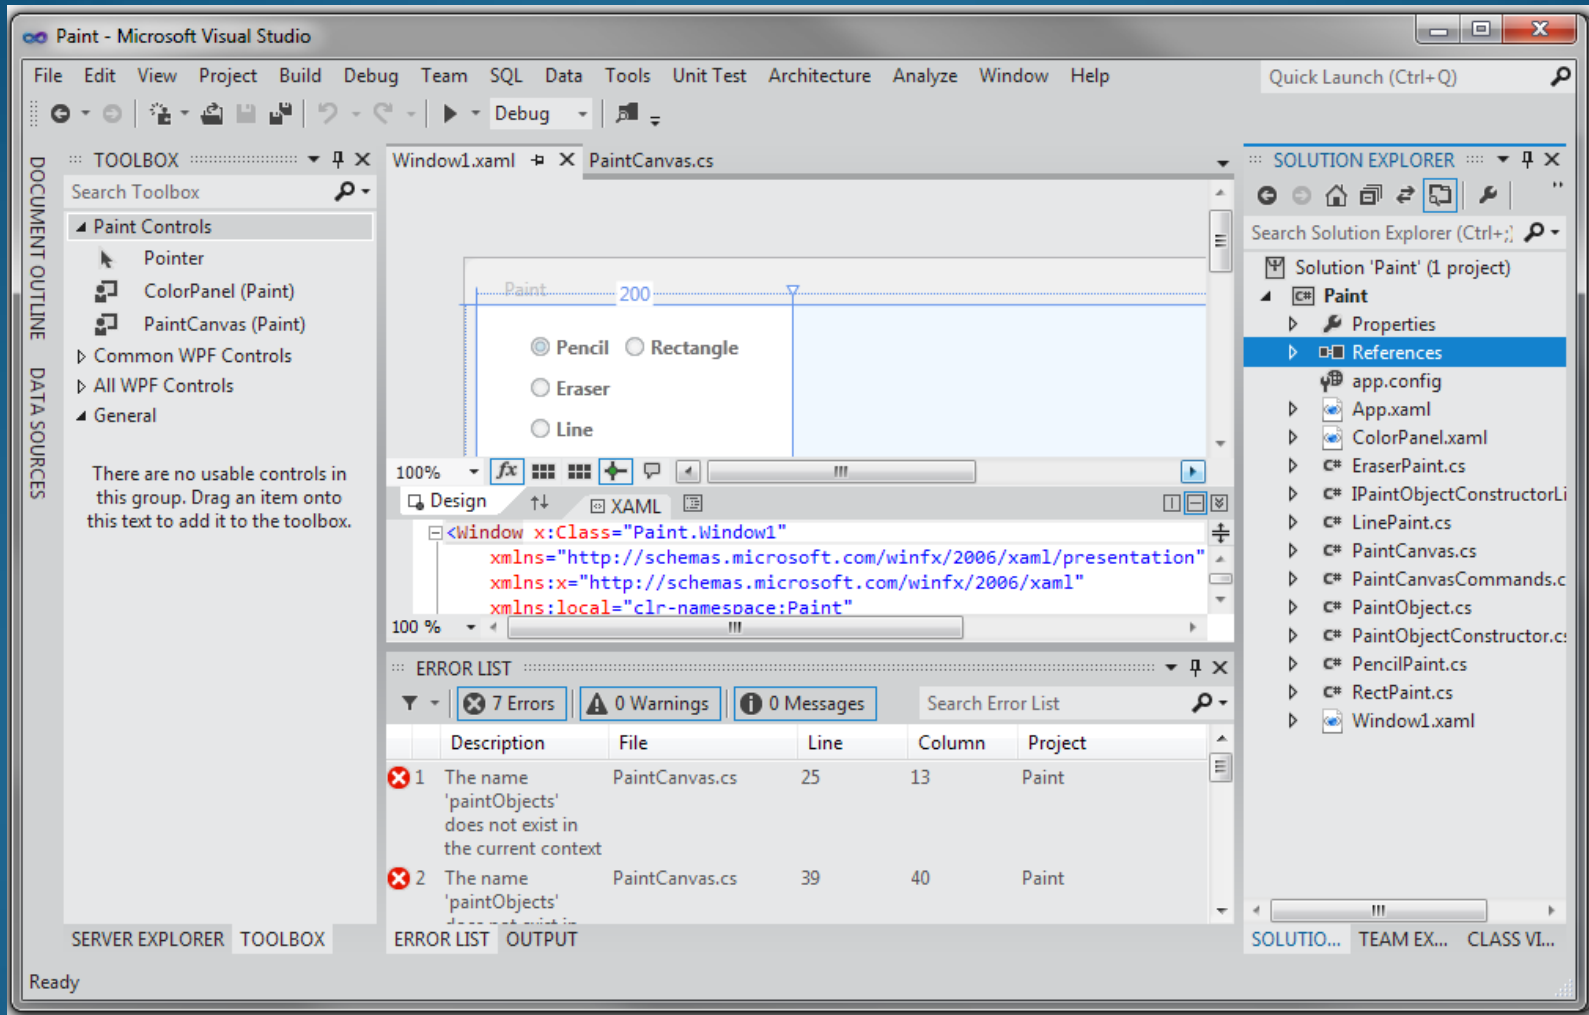 Paint - Microsoft Visual Studio
File Edit View Project Build Debug Team SQL Data Tools Unit Test Architecture Analyze Window Help
Quick Launch (Ctrl+Q)
Debug
DOCUMENT OUTLINE
DATA SOURCES
TOOLBOX
Search Toolbox
Paint Controls
Pointer
ColorPanel (Paint)
PaintCanvas (Paint)
Common WPF Controls
All WPF Controls
General
There are no usable controls in
this group. Drag an item onto
this text to add it to the toolbox.
SERVER EXPLORER TOOLBOX
Window1.xaml PaintCanvas.cs
Paint 200
Pencil Rectangle
Eraser
Line
100% fx
Design XAML
<Window x:Class="Paint.Window1"
xmlns="http://schemas.microsoft.com/winfx/2006/xaml/presentation"
xmlns:x="http://schemas.microsoft.com/winfx/2006/xaml"
xmlns:local="clr-namespace:Paint"
100 %
ERROR LIST
7 Errors 0 Warnings 0 Messages Search Error List
Description File Line Column Project
1 The name PaintCanvas.cs 25 13 Paint
'paintObjects'
does not exist in
the current context
2 The name PaintCanvas.cs 39 40 Paint
'paintObjects'
does not exist in
ERROR LIST OUTPUT
SOLUTION EXPLORER
Search Solution Explorer (Ctrl+;)
Solution 'Paint' (1 project)
C# Paint
Properties
References
app.config
App.xaml
ColorPanel.xaml
C# EraserPaint.cs
C# IPaintObjectConstructorLi
C# LinePaint.cs
C# PaintCanvas.cs
C# PaintCanvasCommands.c
C# PaintObject.cs
C# PaintObjectConstructor.cs
C# PencilPaint.cs
C# RectPaint.cs
Window1.xaml
SOLUTIO... TEAM EX... CLASS VI...
Ready